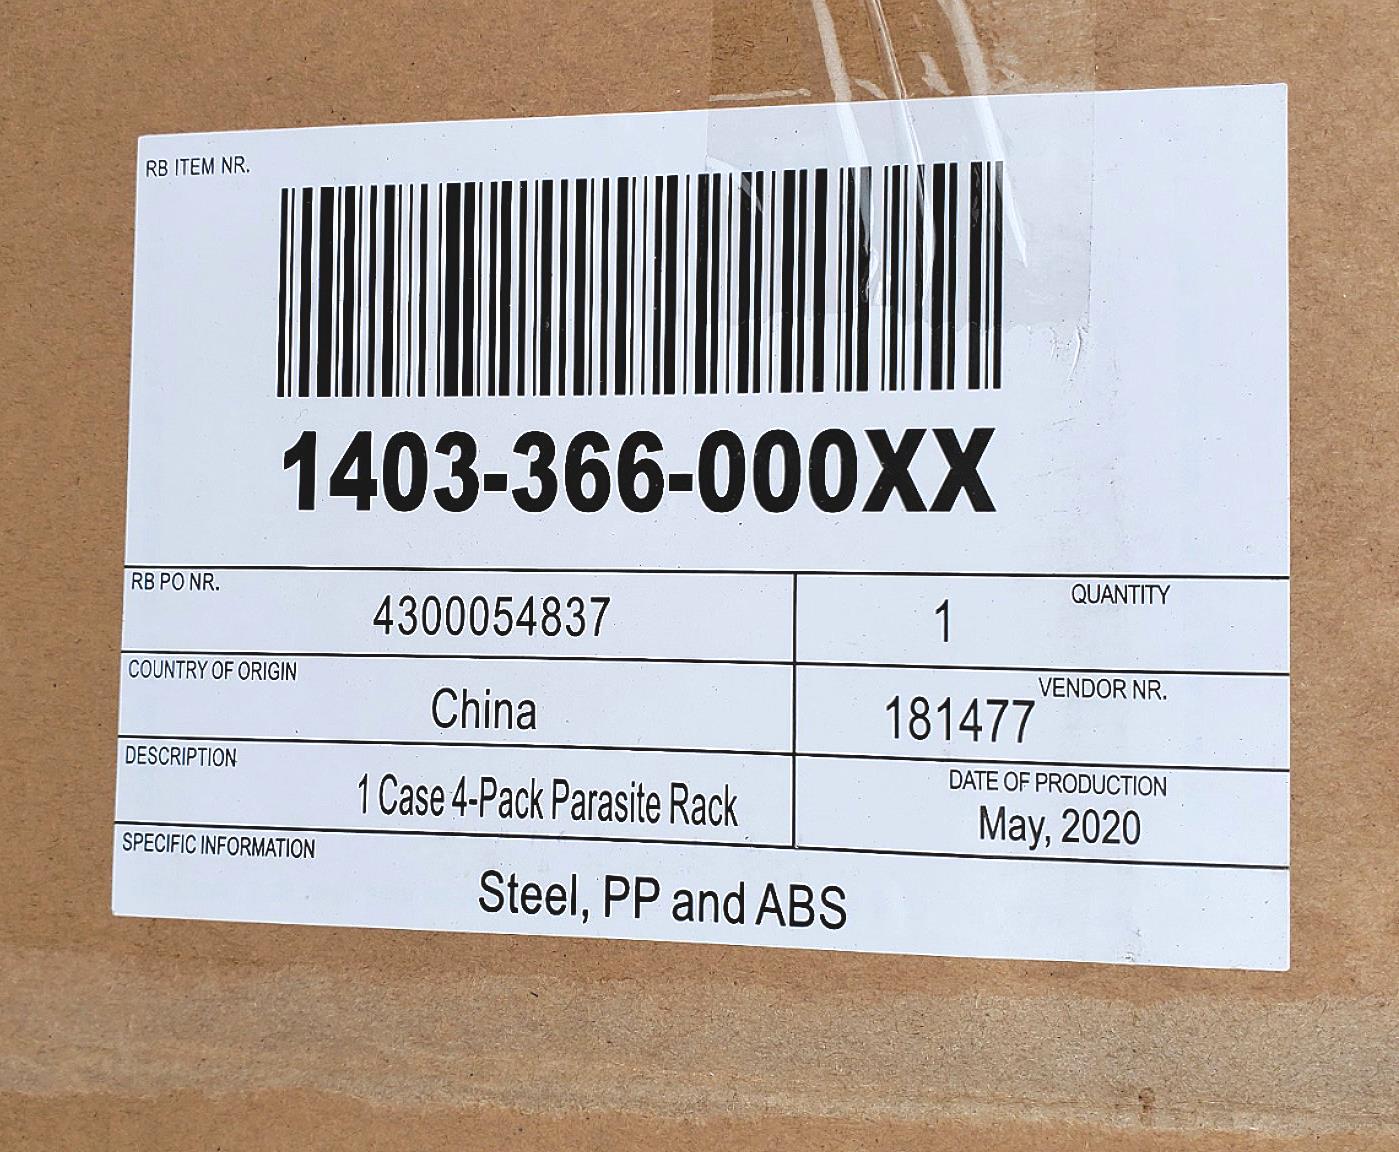 RB ITEM NR.
1403-366-000XX
RB PO NR.
4300054837
QUANTITY
1
COUNTRY OF ORIGIN
China
VENDOR NR.
181477
DESCRIPTION
1 Case 4-Pack Parasite Rack
DATE OF PRODUCTION
May, 2020
SPECIFIC INFORMATION
Steel, PP and ABS